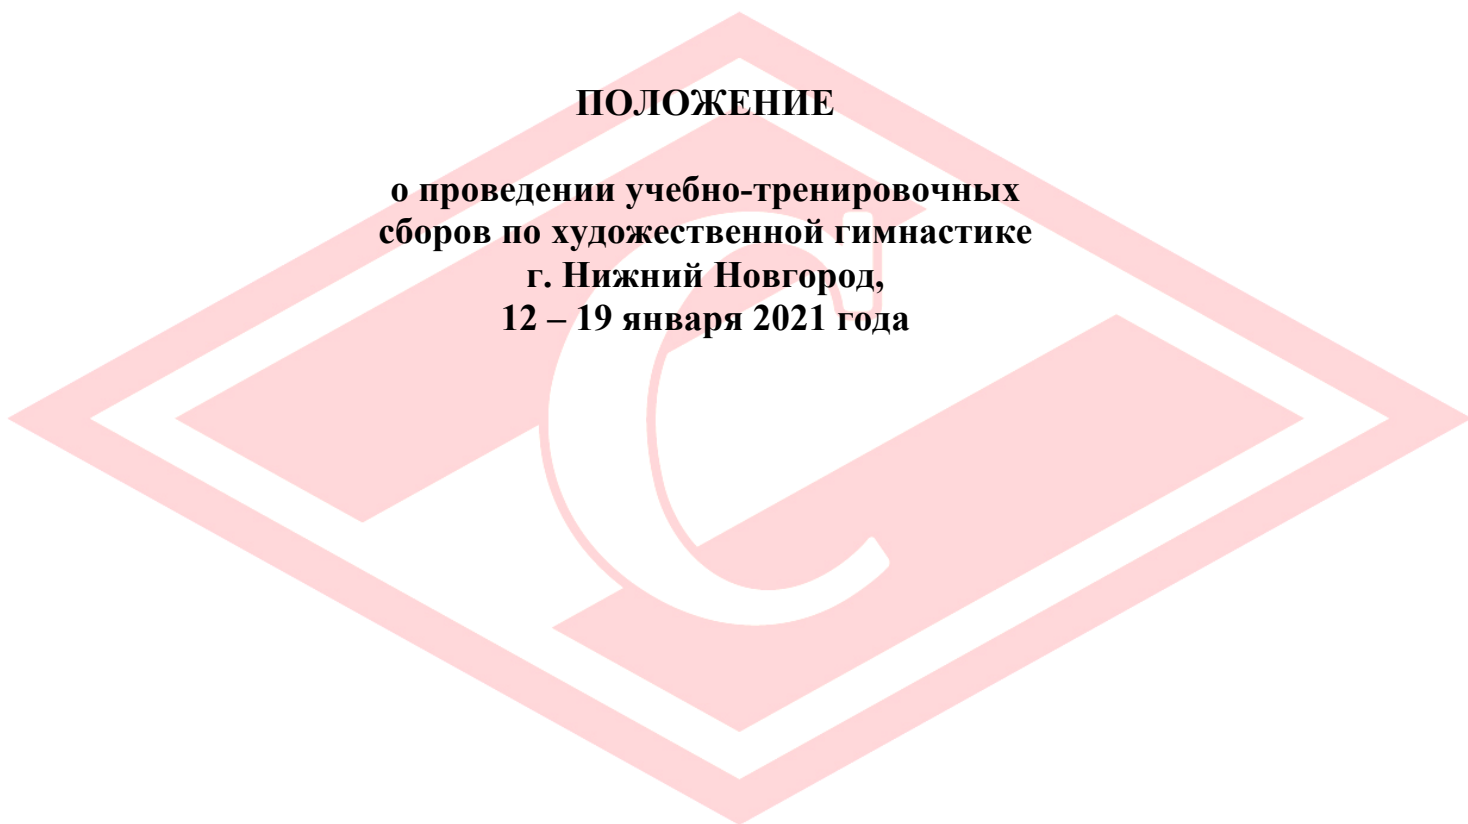 ПОЛОЖЕНИЕ
о проведении учебно-тренировочных
сборов по художественной гимнастике
г. Нижний Новгород,
12 – 19 января 2021 года
С